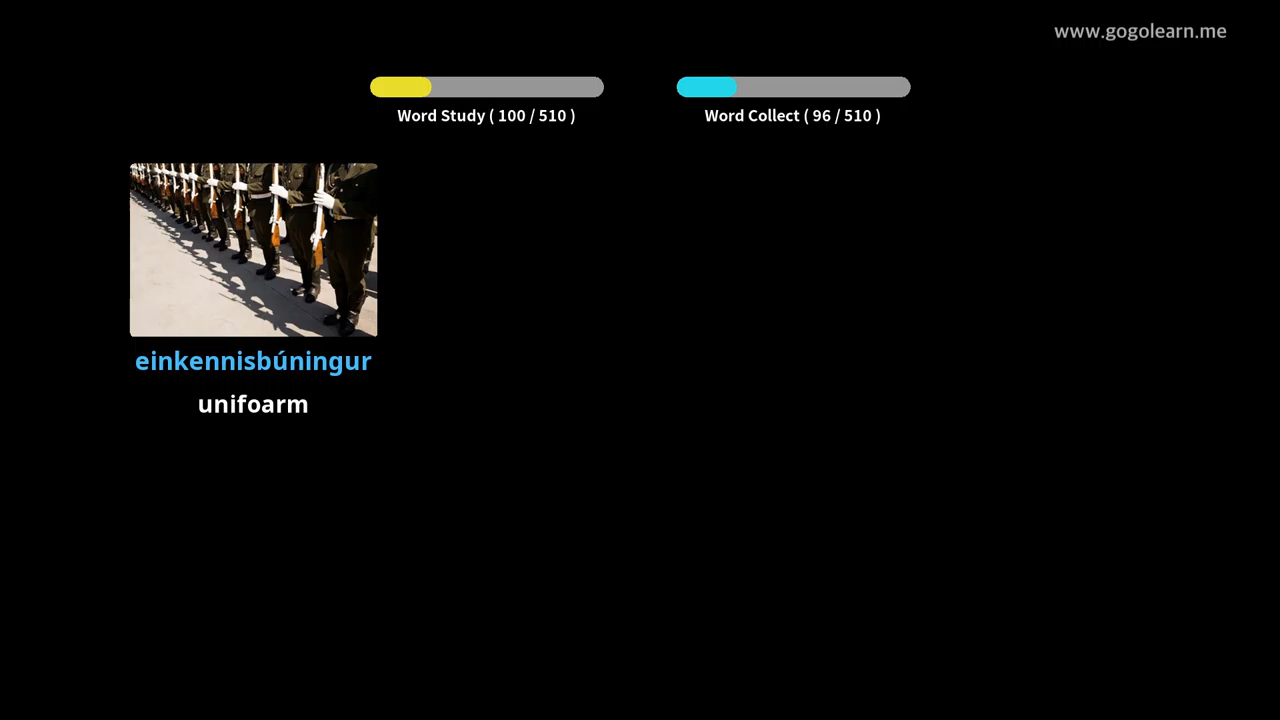 www.gogolearn.me
Word Study ( 100 / 510 )
Word Collect ( 96 / 510 )
einkennisbúningur
unifoarm